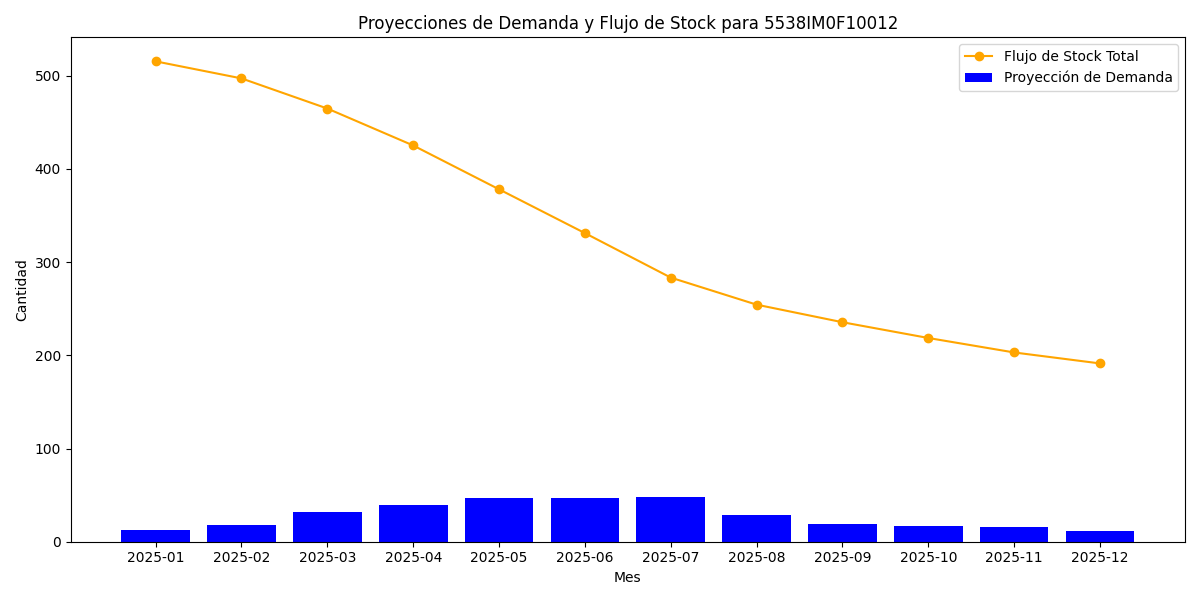 Proyecciones de Demanda y Flujo de Stock para 5538IM0F10012
Flujo de Stock Total
Proyección de Demanda
Cantidad
500
400
300
200
100
0
2025-01 2025-02 2025-03 2025-04 2025-05 2025-06 2025-07 2025-08 2025-09 2025-10 2025-11 2025-12
Mes